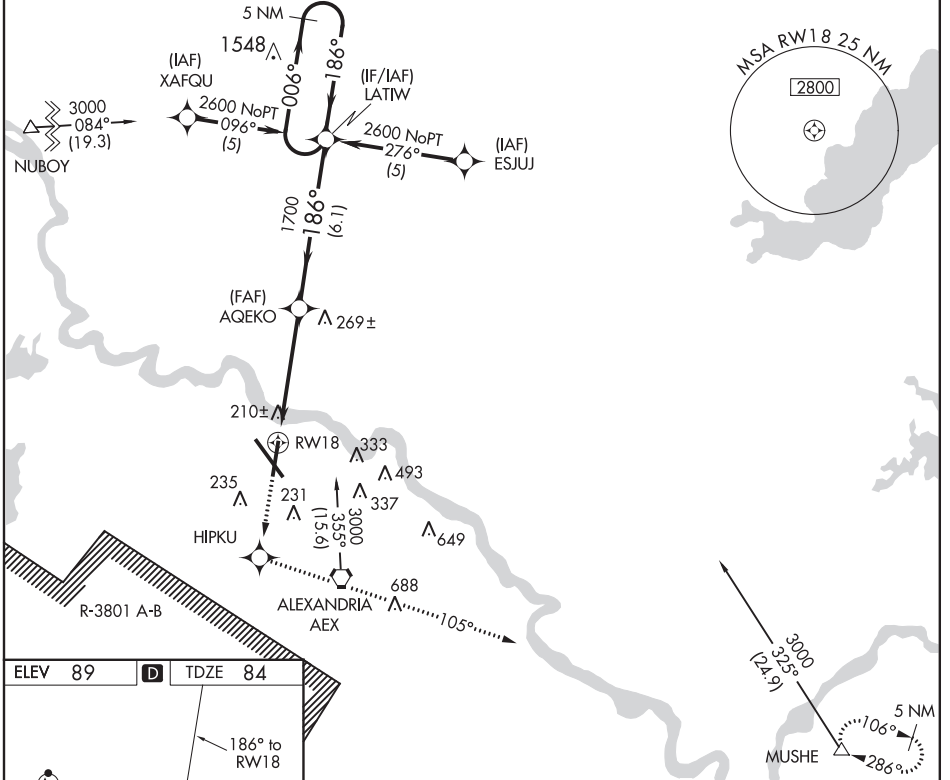 5 NM
1548
006°
186°
(IAF)
XAFQU
(IF/IAF)
LATIW
MSA RW18 25 NM
2800
3000
084°
(19.3)
NUBOY
2600 NoPT
096°
(5)
2600 NoPT
276°
(5)
(IAF)
ESJUJ
1700
186°
(6.1)
(FAF)
AQEKO
269±
210±
RW18
333
493
337
235
231
3000
355°
(15.6)
649
HIPKU
ALEXANDRIA
AEX
688
105°
R-3801 A-B
3000
325°
(24.9)
5 NM
106°
286°
MUSHE
ELEV 89
D
TDZE 84
186° to
RW18